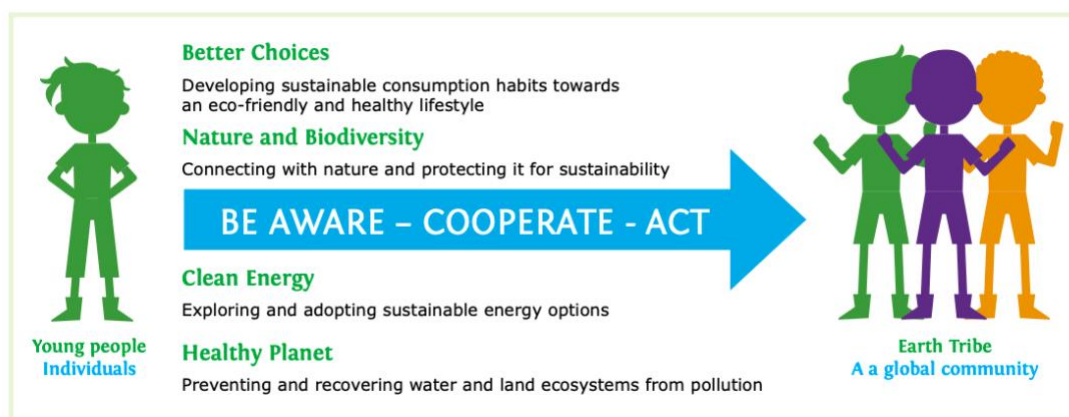 Better Choices
Developing sustainable consumption habits towards
an eco-friendly and healthy lifestyle
Nature and Biodiversity
Connecting with nature and protecting it for sustainability
BE AWARE – COOPERATE - ACT
Clean Energy
Exploring and adopting sustainable energy options
Healthy Planet
Preventing and recovering water and land ecosystems from pollution
Young people
Individuals
Earth Tribe
A a global community